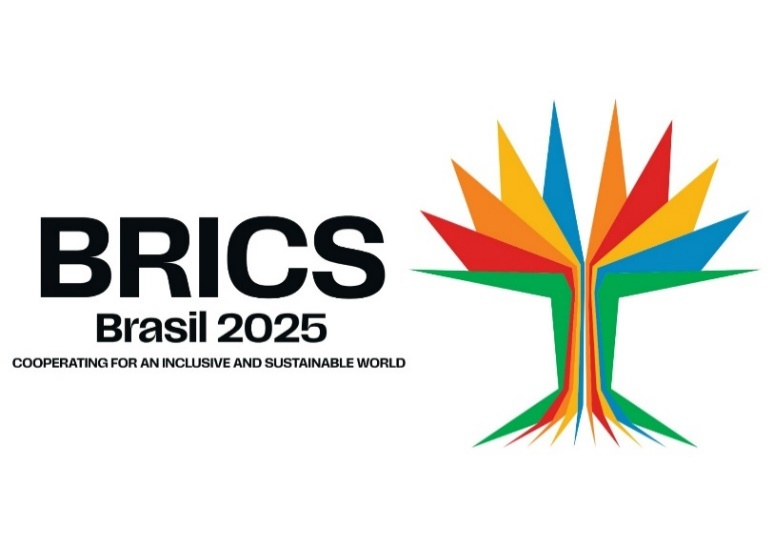 BRICS
Brasil 2025
COOPERATING FOR AN INCLUSIVE AND SUSTAINABLE WORLD